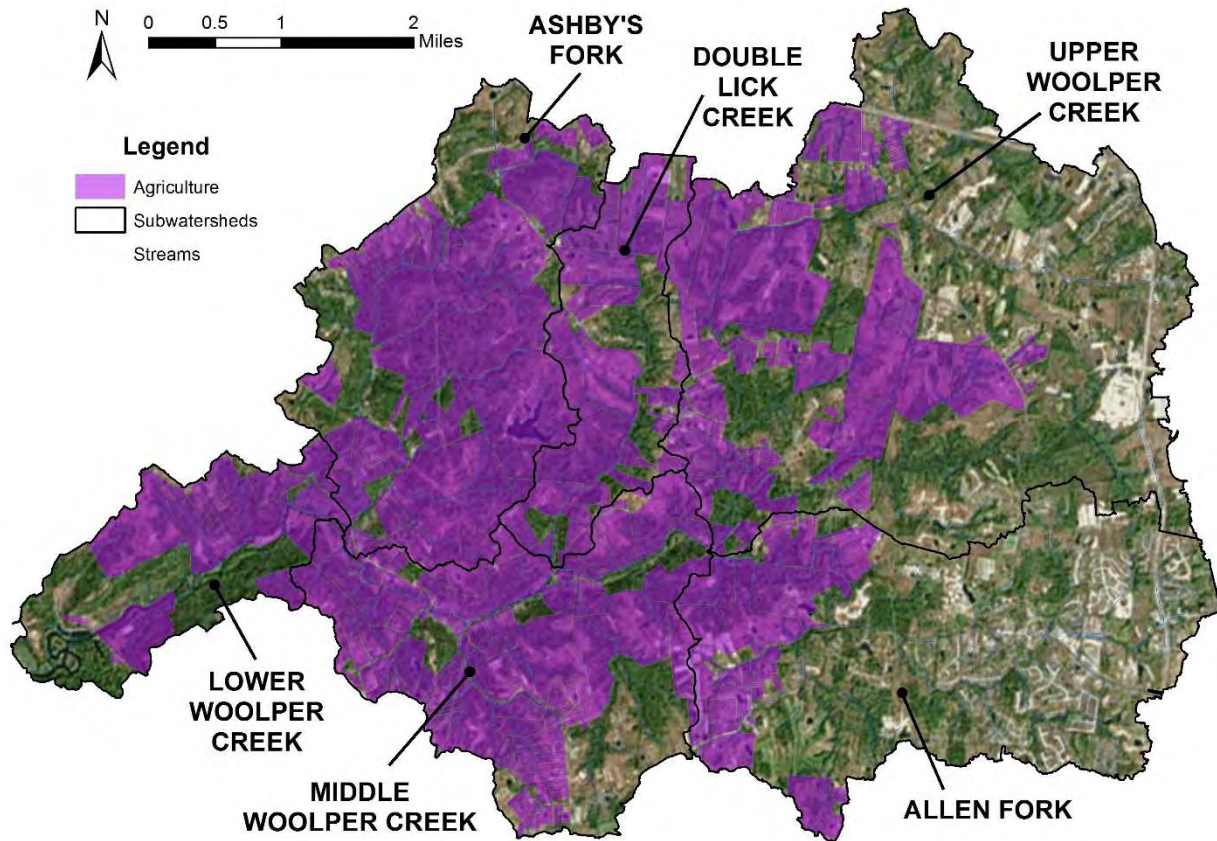 N
0 0.5 1 2
Miles
ASHBY'S
FORK
DOUBLE
LICK
CREEK
UPPER
WOOLPER
CREEK
Legend
Agriculture
Subwatersheds
Streams
LOWER
WOOLPER
CREEK
MIDDLE
WOOLPER CREEK
ALLEN FORK